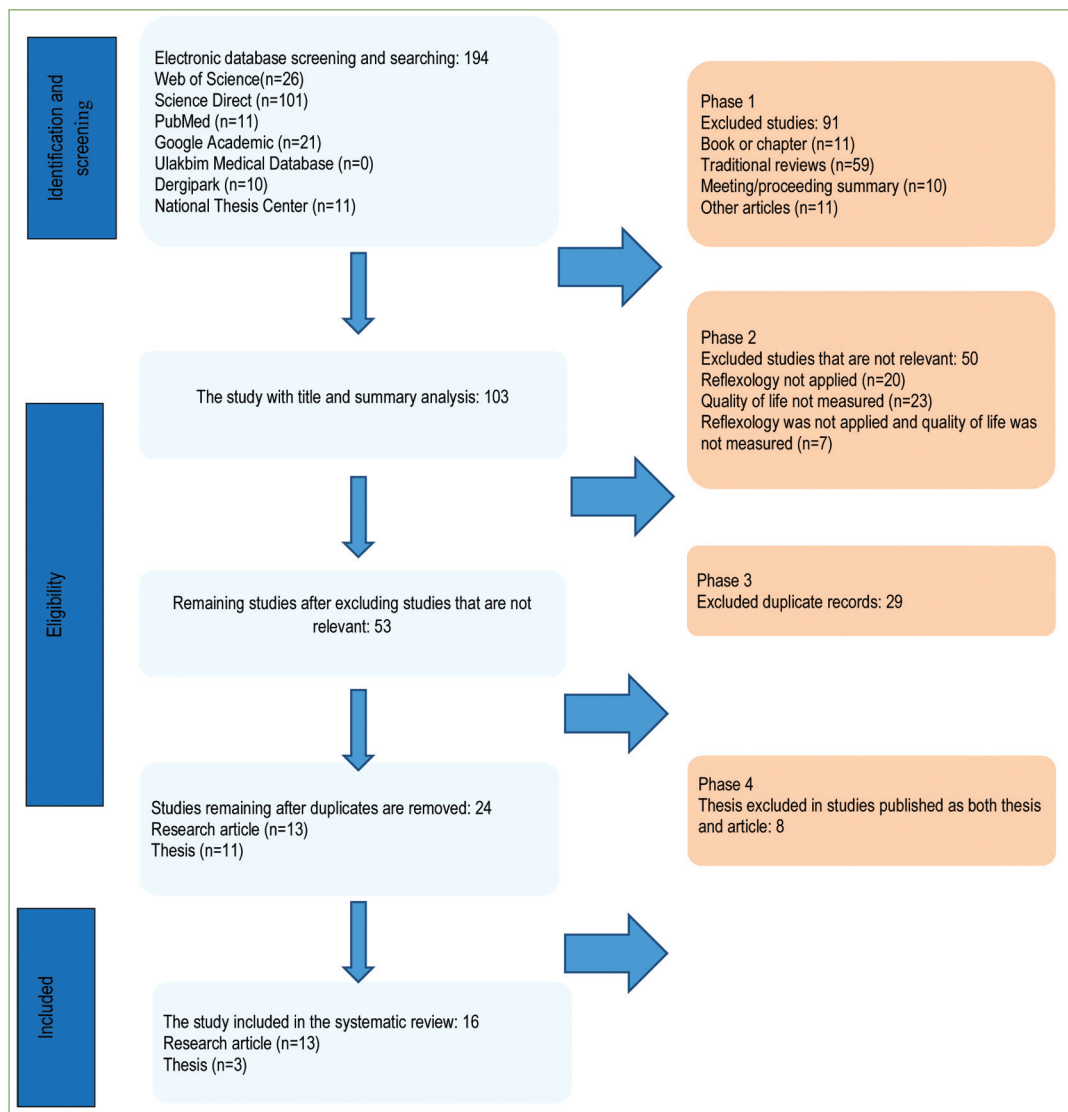 Identification and
screening
Electronic database screening and searching: 194
Web of Science(n=26)
Science Direct (n=101)
PubMed (n=11)
Google Academic (n=21)
Ulakbim Medical Database (n=0)
Dergipark (n=10)
National Thesis Center (n=11)
Phase 1
Excluded studies: 91
Book or chapter (n=11)
Traditional reviews (n=59)
Meeting/proceeding summary (n=10)
Other articles (n=11)
Eligibility
The study with title and summary analysis: 103
Phase 2
Excluded studies that are not relevant: 50
Reflexology not applied (n=20)
Quality of life not measured (n=23)
Reflexology was not applied and quality of life was
not measured (n=7)
Remaining studies after excluding studies that are not
relevant: 53
Phase 3
Excluded duplicate records: 29
Studies remaining after duplicates are removed: 24
Research article (n=13)
Thesis (n=11)
Phase 4
Thesis excluded in studies published as both thesis
and article: 8
Included
The study included in the systematic review: 16
Research article (n=13)
Thesis (n=3)